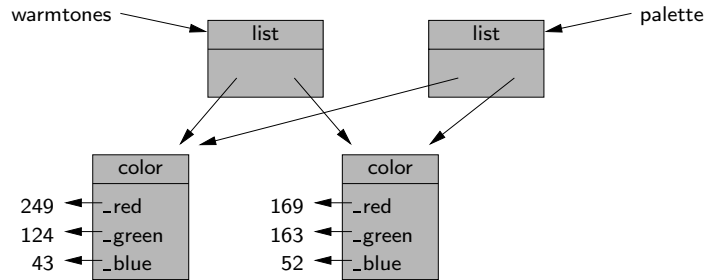 warmtones
palette
list
list
color
color
249 _red
169 _red
124 _green
163 _green
43 _blue
52 _blue